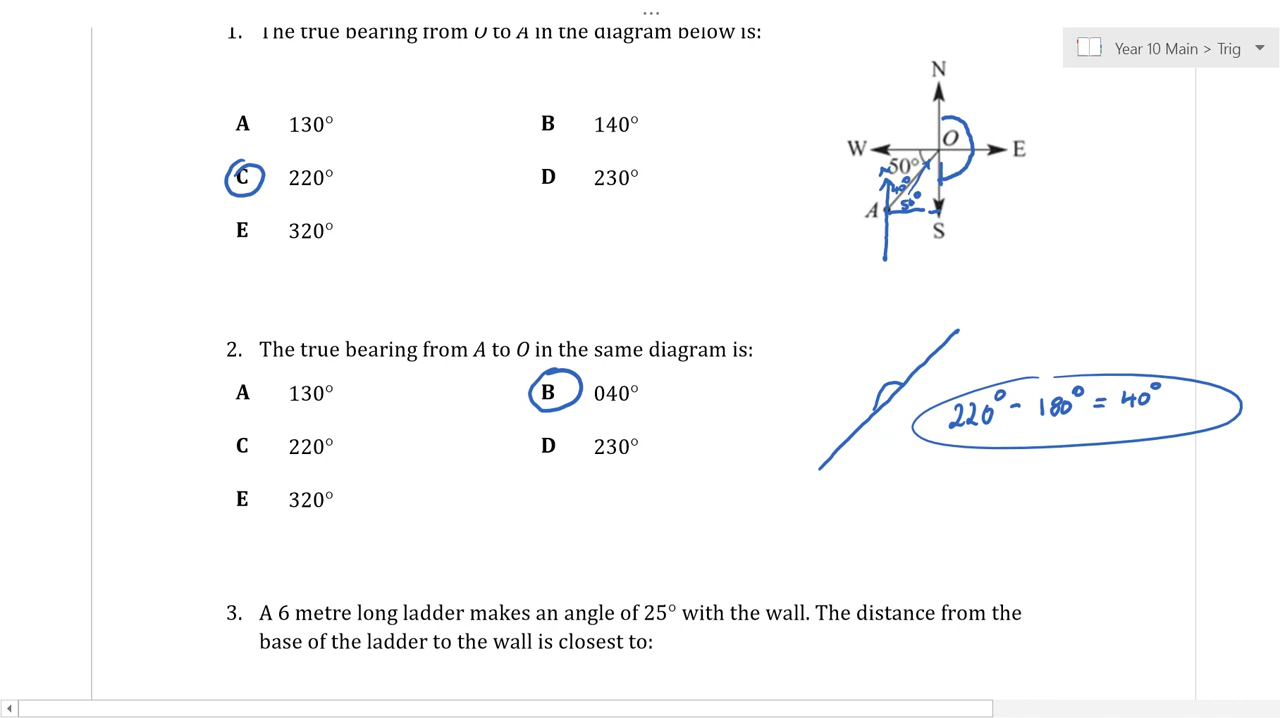 ...
1. The true bearing from O to A in the diagram below is:
Year 10 Main > Trig
N
A 130°
B 140°
W
O
E
50°
C 220°
D 230°
N
40°
50°
A
S
E 320°
2. The true bearing from A to O in the same diagram is:
A 130°
B 040°
220° - 180° = 40°
C 220°
D 230°
E 320°
3. A 6 metre long ladder makes an angle of 25° with the wall. The distance from the
base of the ladder to the wall is closest to: